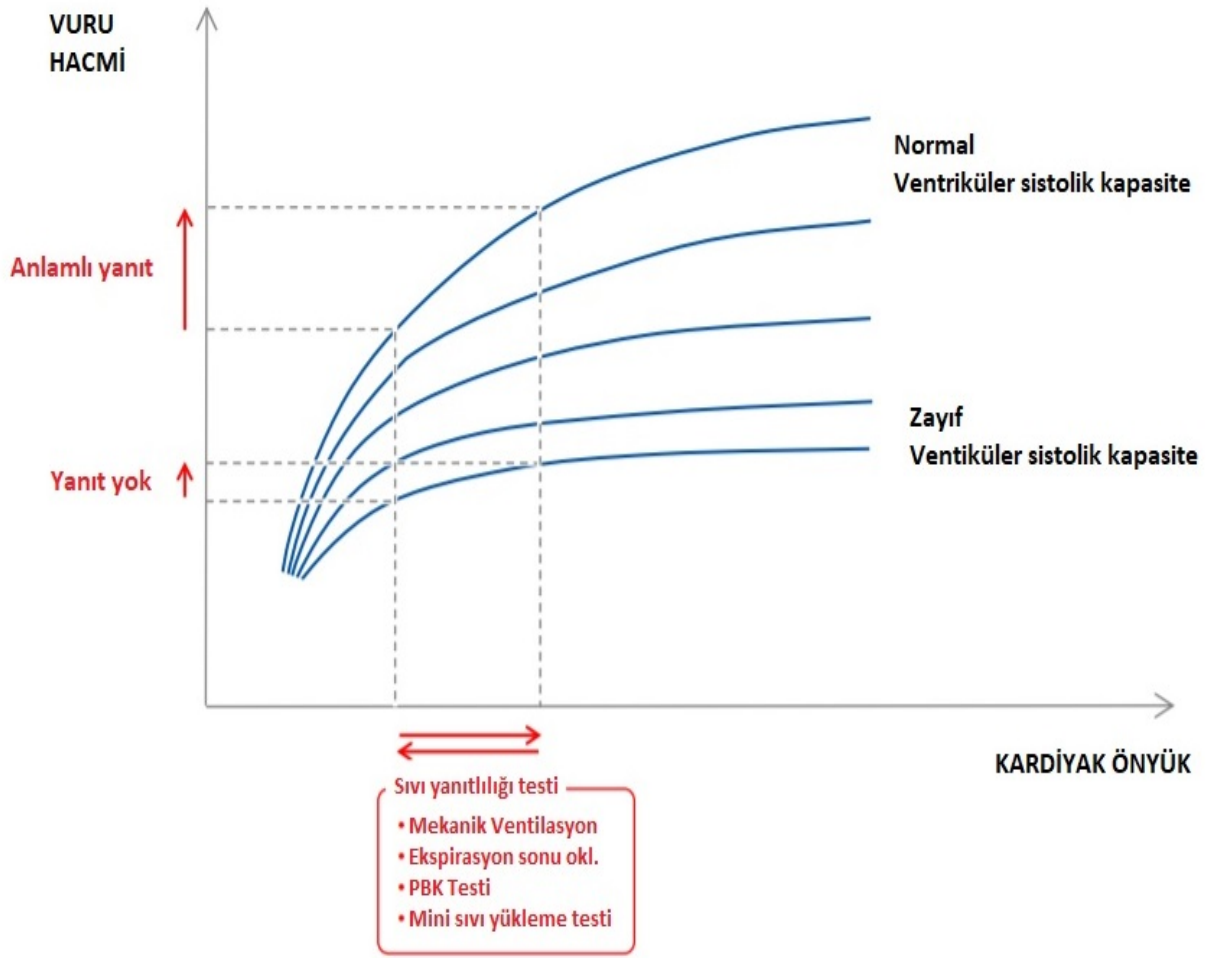 VURU
HACMİ
Normal
Ventriküler sistolik kapasite
Anlamlı yanıt
Zayıf
Ventiküler sistolik kapasite
Yanıt yok
KARDİYAK ÖNYÜK
Sıvı yanıtlılığı testi
• Mekanik Ventilasyon
• Ekspirasyon sonu okl.
• PBK Testi
• Mini sıvı yükleme testi